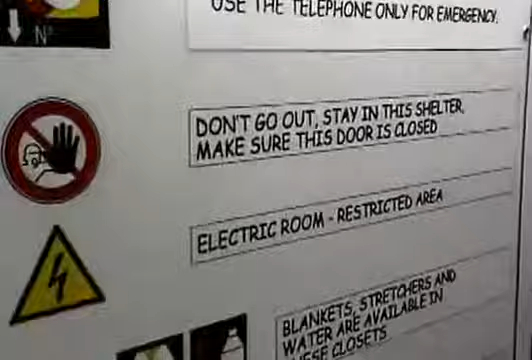 N°
USE THE TELEPHONE ONLY FOR EMERGENCY.
DON'T GO OUT, STAY IN THIS SHELTER,
MAKE SURE THIS DOOR IS CLOSED
ELECTRIC ROOM - RESTRICTED AREA
BLANKETS, STRETCHERS AND
WATER ARE AVAILABLE IN
THESE CLOSETS